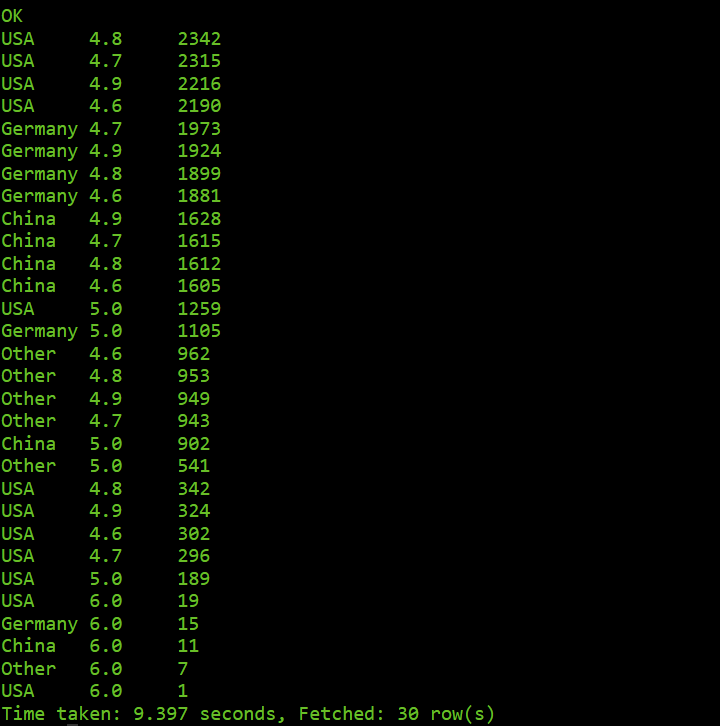 OK
USA 4.8 2342
USA 4.7 2315
USA 4.9 2216
USA 4.6 2190
Germany 4.7 1973
Germany 4.9 1924
Germany 4.8 1899
Germany 4.6 1881
China 4.9 1628
China 4.7 1615
China 4.8 1612
China 4.6 1605
USA 5.0 1259
Germany 5.0 1105
Other 4.6 962
Other 4.8 953
Other 4.9 949
Other 4.7 943
China 5.0 902
Other 5.0 541
USA 4.8 342
USA 4.9 324
USA 4.6 302
USA 4.7 296
USA 5.0 189
USA 6.0 19
Germany 6.0 15
China 6.0 11
Other 6.0 7
USA 6.0 1
Time taken: 9.397 seconds, Fetched: 30 row(s)